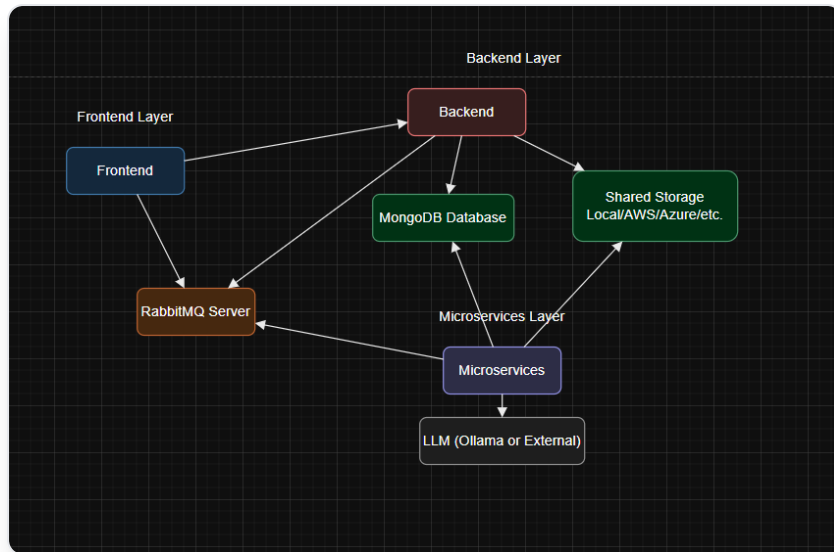 Backend Layer
Backend
Frontend Layer
Frontend
MongoDB Database
Shared Storage
Local/AWS/Azure/etc.
RabbitMQ Server
Microservices Layer
Microservices
LLM (Ollama or External)